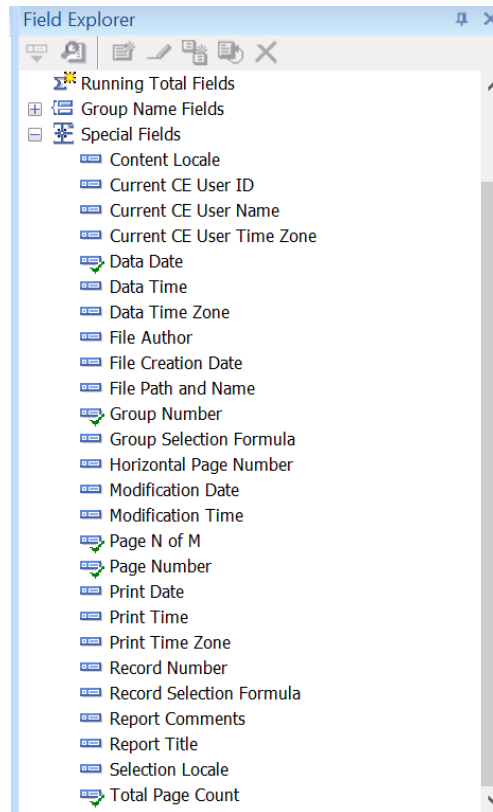 Field Explorer
Running Total Fields
Group Name Fields
Special Fields
Content Locale
Current CE User ID
Current CE User Name
Current CE User Time Zone
Data Date
Data Time
Data Time Zone
File Author
File Creation Date
File Path and Name
Group Number
Group Selection Formula
Horizontal Page Number
Modification Date
Modification Time
Page N of M
Page Number
Print Date
Print Time
Print Time Zone
Record Number
Record Selection Formula
Report Comments
Report Title
Selection Locale
Total Page Count